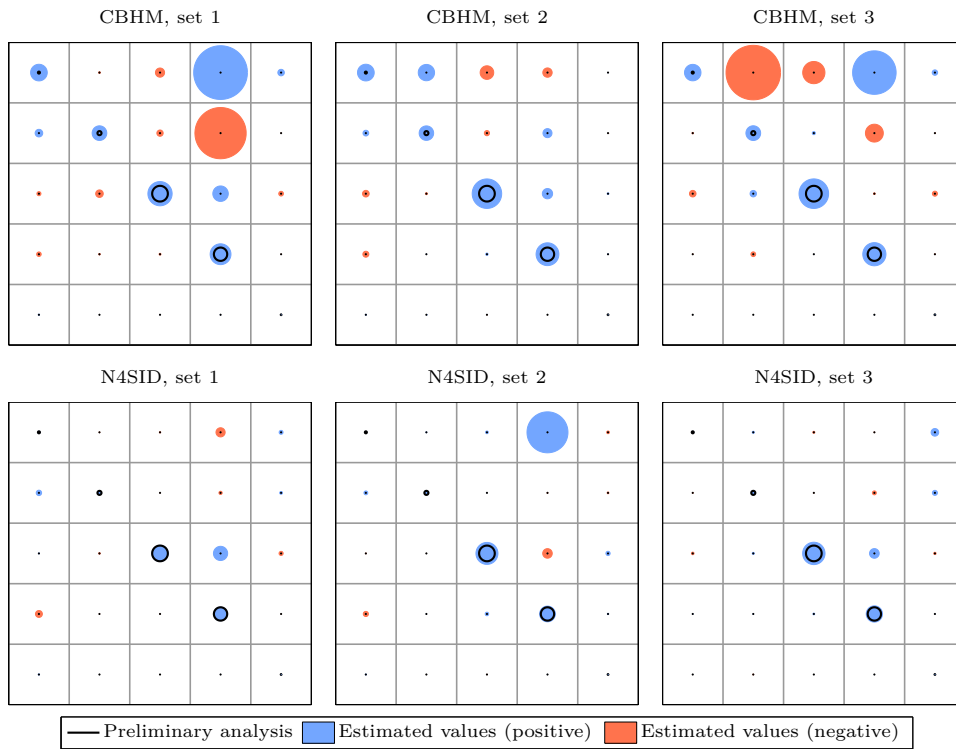 CBHM, set 1
CBHM, set 2
CBHM, set 3
N4SID, set 1
N4SID, set 2
N4SID, set 3
Preliminary analysis
Estimated values (positive)
Estimated values (negative)